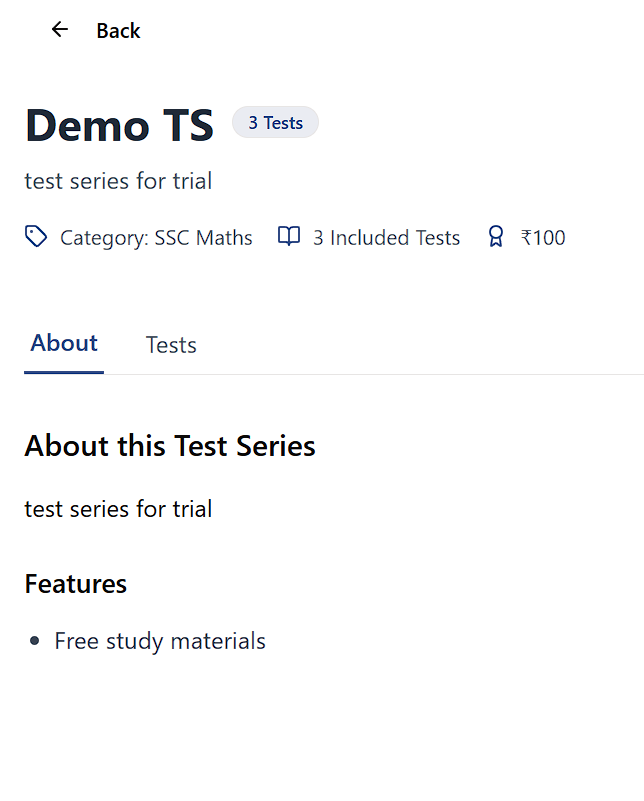 Back
Demo TS 3 Tests
test series for trial
Category: SSC Maths 3 Included Tests ₹100
About Tests
About this Test Series
test series for trial
Features
• Free study materials